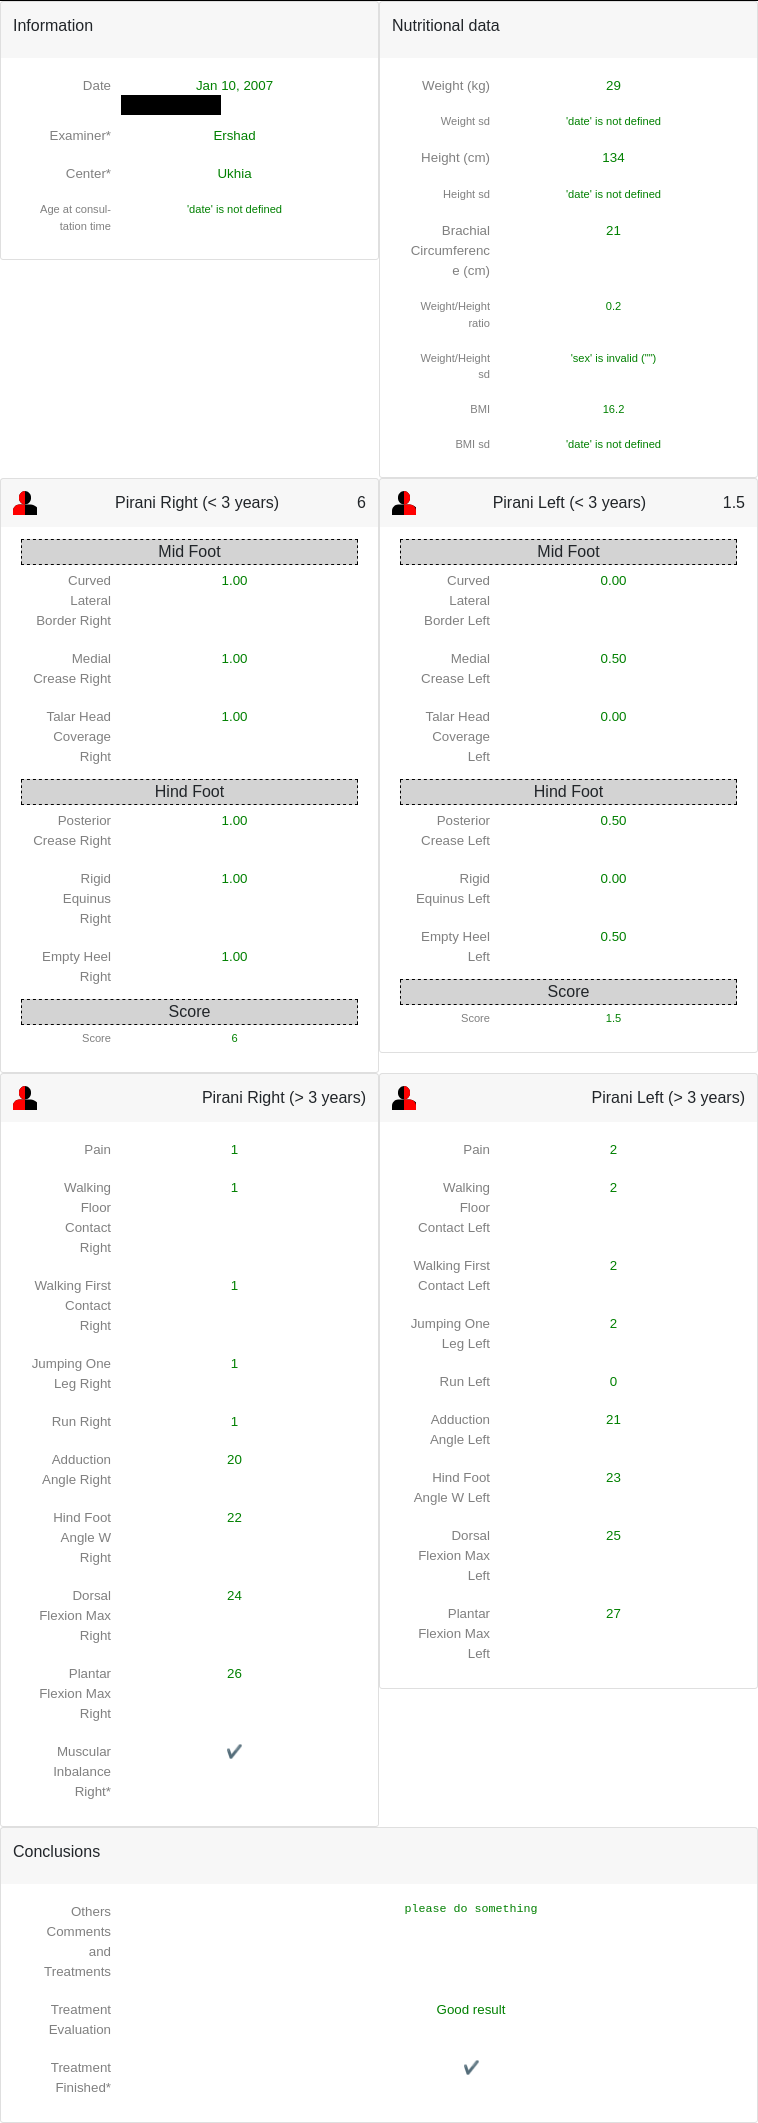 Information
Date Jan 10, 2007
Examiner* Ershad
Center* Ukhia
Age at consul- 'date' is not defined
tation time
Nutritional data
Weight (kg) 29
Weight sd 'date' is not defined
Height (cm) 134
Height sd 'date' is not defined
Brachial 21
Circumferenc
e (cm)
Weight/Height 0.2
ratio
Weight/Height 'sex' is invalid ("")
sd
BMI 16.2
BMI sd 'date' is not defined
Pirani Right (< 3 years) 6
Mid Foot
Curved 1.00
Lateral
Border Right
Medial 1.00
Crease Right
Talar Head 1.00
Coverage
Right
Hind Foot
Posterior 1.00
Crease Right
Rigid 1.00
Equinus
Right
Empty Heel 1.00
Right
Score
Score 6
Pirani Left (< 3 years) 1.5
Mid Foot
Curved 0.00
Lateral
Border Left
Medial 0.50
Crease Left
Talar Head 0.00
Coverage
Left
Hind Foot
Posterior 0.50
Crease Left
Rigid 0.00
Equinus Left
Empty Heel 0.50
Left
Score
Score 1.5
Pirani Right (> 3 years)
Pain 1
Walking 1
Floor
Contact
Right
Walking First 1
Contact
Right
Jumping One 1
Leg Right
Run Right 1
Adduction 20
Angle Right
Hind Foot 22
Angle W
Right
Dorsal 24
Flexion Max
Right
Plantar 26
Flexion Max
Right
Muscular ✔
Inbalance
Right*
Pirani Left (> 3 years)
Pain 2
Walking 2
Floor
Contact Left
Walking First 2
Contact Left
Jumping One 2
Leg Left
Run Left 0
Adduction 21
Angle Left
Hind Foot 23
Angle W Left
Dorsal 25
Flexion Max
Left
Plantar 27
Flexion Max
Left
Conclusions
Others please do something
Comments
and
Treatments
Treatment Good result
Evaluation
Treatment ✔
Finished*